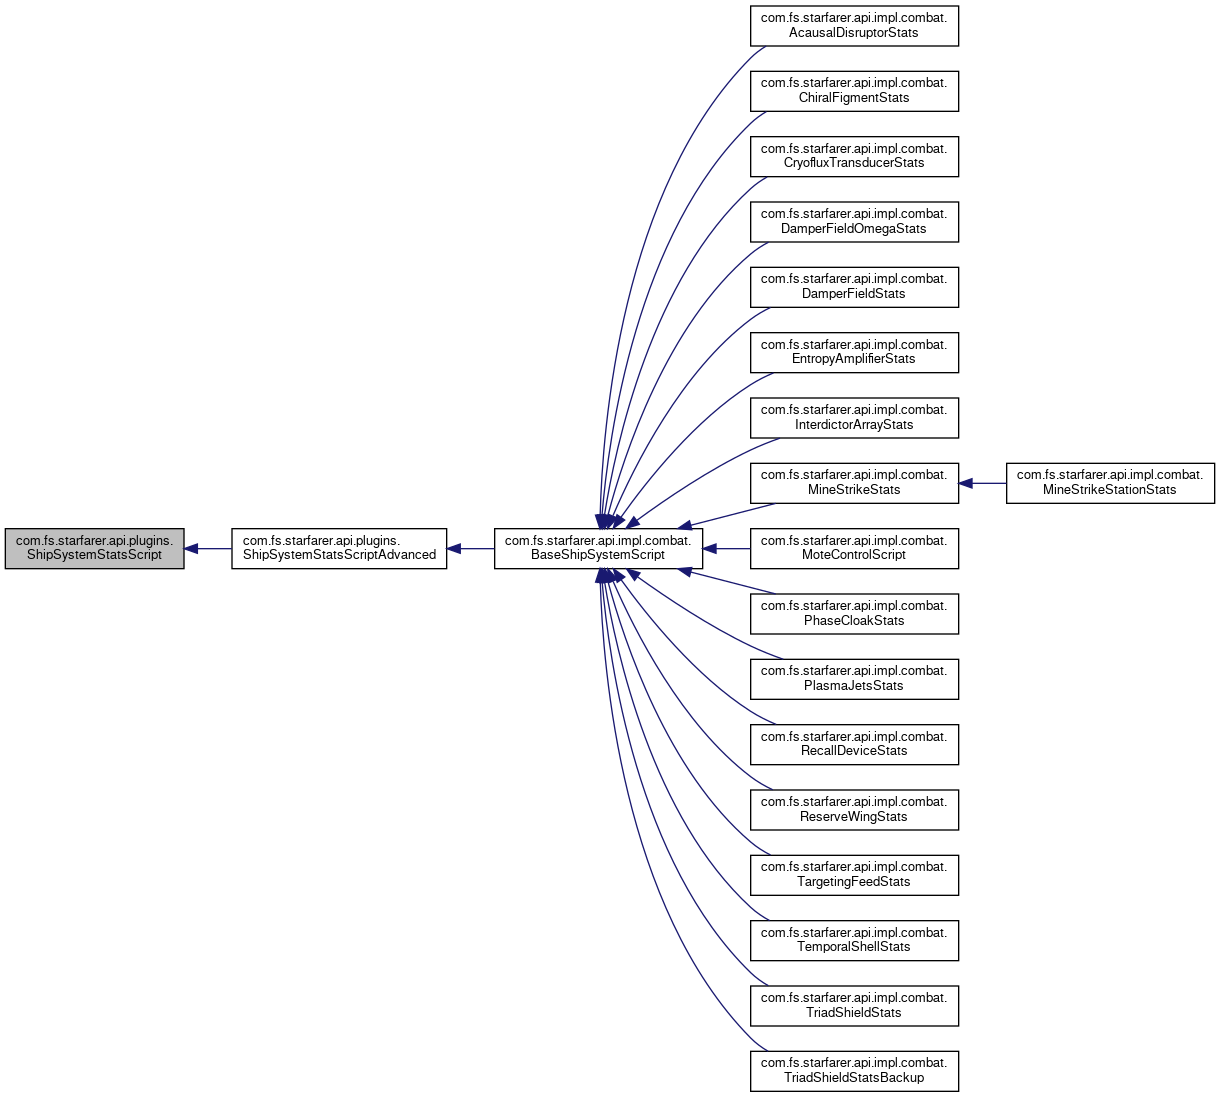 com.fs.starfarer.api.impl.combat.
AcausalDisruptorStats
com.fs.starfarer.api.impl.combat.
ChiralFigmentStats
com.fs.starfarer.api.impl.combat.
CryofluxTransducerStats
com.fs.starfarer.api.impl.combat.
DamperFieldOmegaStats
com.fs.starfarer.api.impl.combat.
DamperFieldStats
com.fs.starfarer.api.impl.combat.
EntropyAmplifierStats
com.fs.starfarer.api.impl.combat.
InterdictorArrayStats
com.fs.starfarer.api.impl.combat.
MineStrikeStats
com.fs.starfarer.api.impl.combat.
MineStrikeStationStats
com.fs.starfarer.api.plugins.
ShipSystemStatsScript
com.fs.starfarer.api.plugins.
ShipSystemStatsScriptAdvanced
com.fs.starfarer.api.impl.combat.
BaseShipSystemScript
com.fs.starfarer.api.impl.combat.
MoteControlScript
com.fs.starfarer.api.impl.combat.
PhaseCloakStats
com.fs.starfarer.api.impl.combat.
PlasmaJetsStats
com.fs.starfarer.api.impl.combat.
RecallDeviceStats
com.fs.starfarer.api.impl.combat.
ReserveWingStats
com.fs.starfarer.api.impl.combat.
TargetingFeedStats
com.fs.starfarer.api.impl.combat.
TemporalShellStats
com.fs.starfarer.api.impl.combat.
TriadShieldStats
com.fs.starfarer.api.impl.combat.
TriadShieldStatsBackup